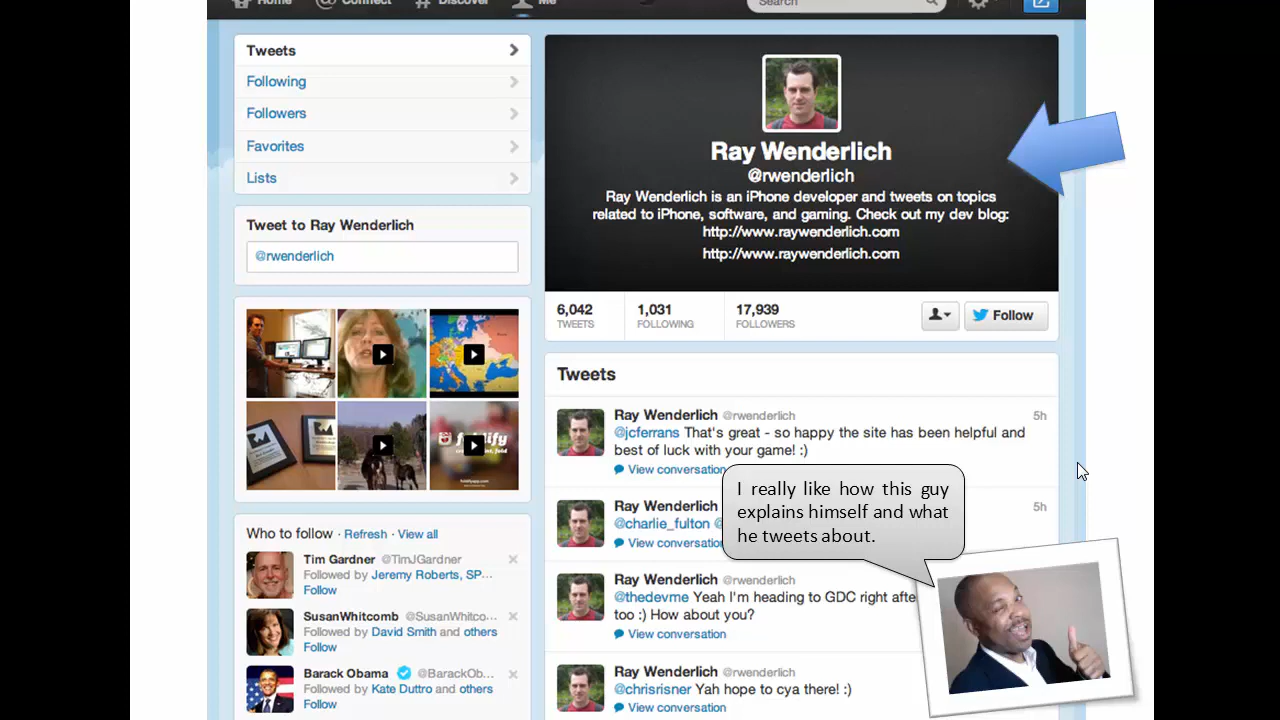 Home
Connect
Discover
Me
Search
Tweets
Following
Followers
Favorites
Lists
Tweet to Ray Wenderlich
@rwenderlich
foldify
foldifyapp.com
Who to follow · Refresh · View all
Tim Gardner @TimJGardner
Followed by Jeremy Roberts, SP...
Follow
SusanWhitcomb @SusanWhitco...
Followed by David Smith and others
Follow
Barack Obama @BarackOb...
Followed by Kate Duttro and others
Follow
Ray Wenderlich
@rwenderlich
Ray Wenderlich is an iPhone developer and tweets on topics
related to iPhone, software, and gaming. Check out my dev blog:
http://www.raywenderlich.com
http://www.raywenderlich.com
6,042
TWEETS
1,031
FOLLOWING
17,939
FOLLOWERS
Follow
Tweets
Ray Wenderlich @rwenderlich 5h
@jcferrans That's great - so happy the site has been helpful and
best of luck with your game! :)
View conversation
Ray Wenderlich 5h
@charlie_fulton @
View conversation
I really like how this guy
explains himself and what
he tweets about.
Ray Wenderlich @rwenderlich
@thedevme Yeah I'm heading to GDC right afte
too :) How about you?
View conversation
Ray Wenderlich @rwenderlich
@chrisrisner Yah hope to cya there! :)
View conversation